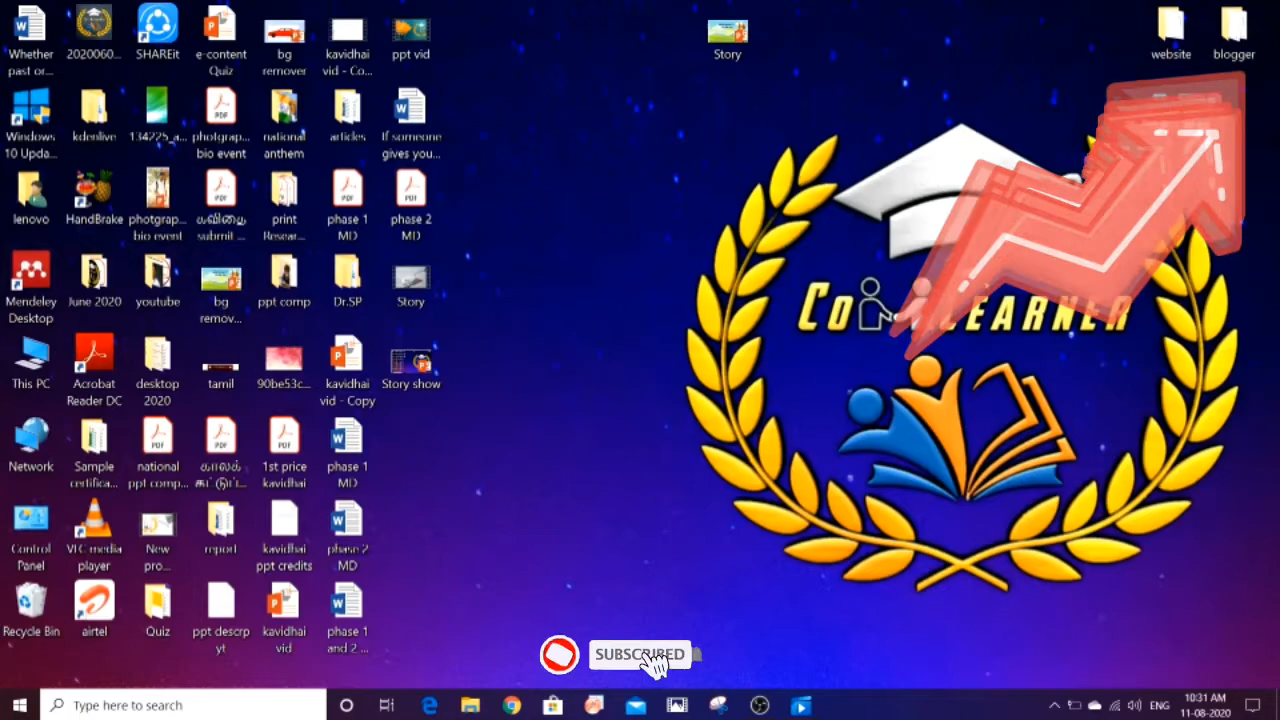 Whether
past or...
2020060...
SHAREit
e-content
Quiz
bg
remover
kavidhai
vid - Co...
ppt vid
Story
website
blogger
Windows
10 Upda...
kdenlive
134225_a...
photgrap...
bio event
national
anthem
articles
If someone
gives you...
lenovo
HandBrake
photgrap...
bio event
கவிதை
submit ...
print
Resear...
phase 1
MD
phase 2
MD
Mendeley
Desktop
June 2020
youtube
bg
remov...
ppt comp
Dr.SP
Story
This PC
Acrobat
Reader DC
desktop
2020
tamil
90be53c...
kavidhai
vid - Copy
Story show
Network
Sample
certifica...
national
ppt comp...
1st price
kavidhai
phase 1
MD
Control
Panel
VLC media
player
New
pro...
report
kavidhai
ppt credits
phase 2
MD
Recycle Bin
airtel
Quiz
ppt descrp
yt
kavidhai
vid
phase 1
and 2 ...
SUBSCRIBED
Type here to search
ENG
10:31 AM
11-08-2020